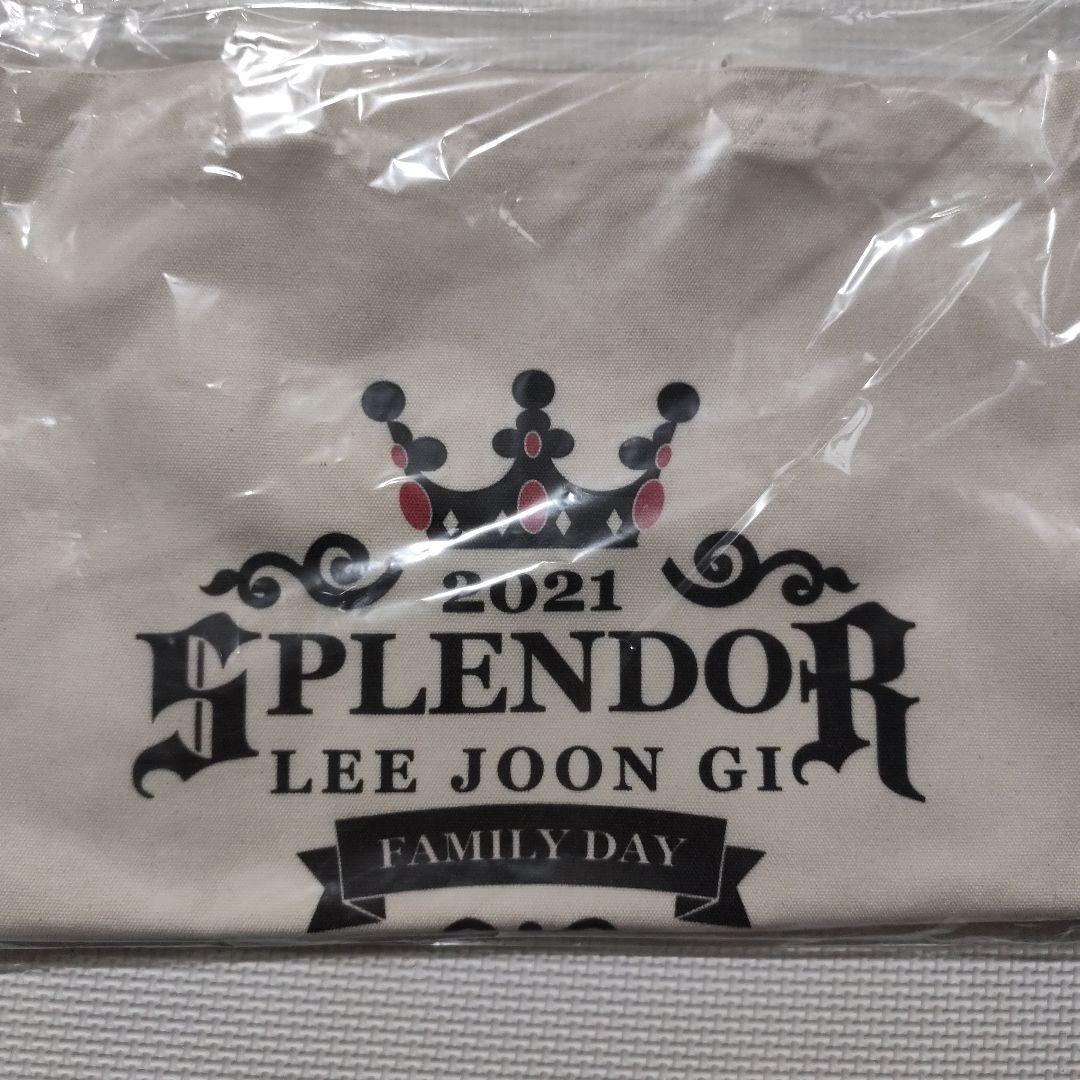 2021
SPLENDOR
LEE JOON GI
FAMILY DAY